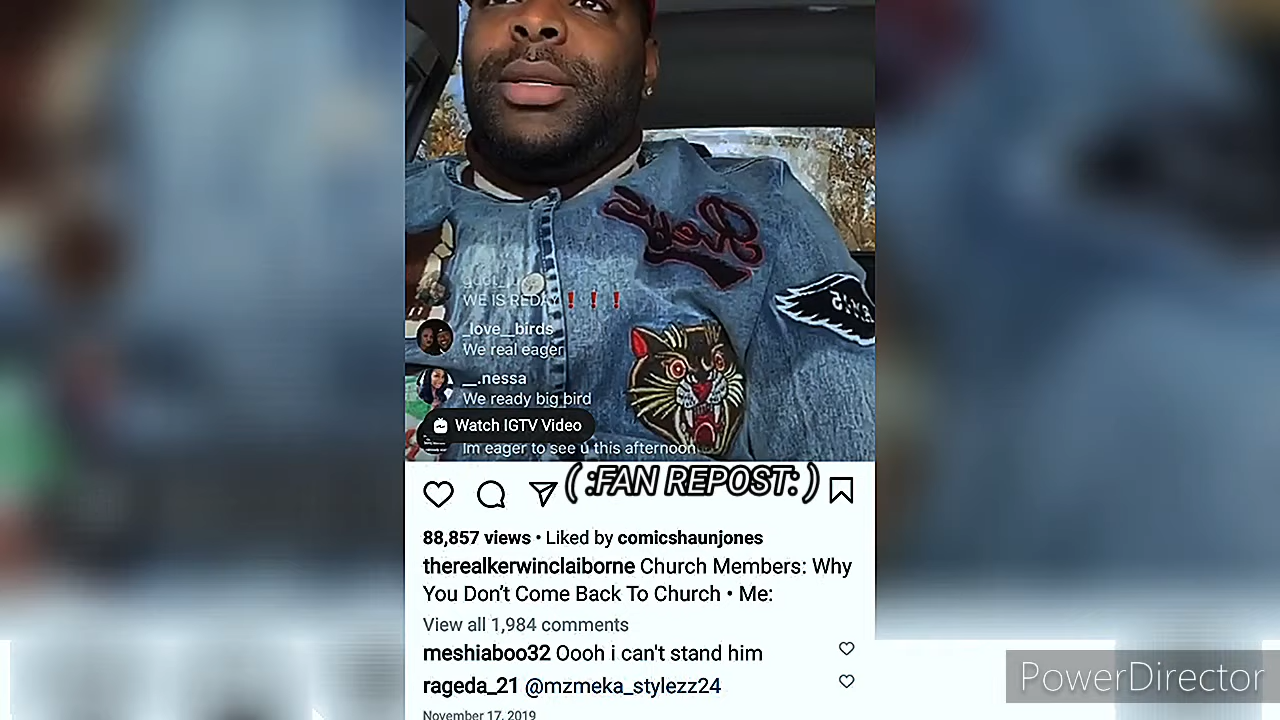 WE IS REDAY❗❗❗
_love__birds
We real eager
__.nessa
We ready big bird
Watch IGTV Video
Im eager to see u this afternoon
( :FAN REPOST: )
88,857 views • Liked by comicshaunjones
therealkerwinclaiborne Church Members: Why
You Don’t Come Back To Church • Me:
View all 1,984 comments
meshiaboo32 Oooh i can't stand him
rageda_21 @mzmeka_stylezz24
November 17, 2019
PowerDirector